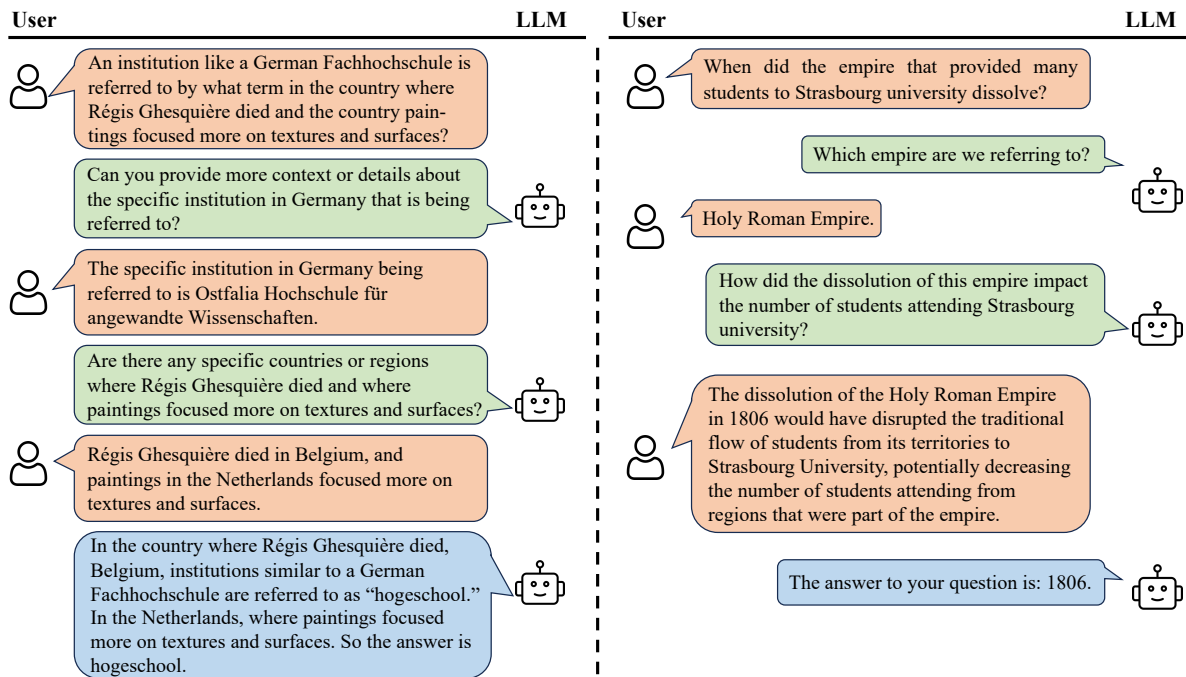 User
LLM
An institution like a German Fachhochschule is
referred to by what term in the country where
Régis Ghesquière died and the country pain-
tings focused more on textures and surfaces?
Can you provide more context or details about
the specific institution in Germany that is being
referred to?
The specific institution in Germany being
referred to is Ostfalia Hochschule für
angewandte Wissenschaften.
Are there any specific countries or regions
where Régis Ghesquière died and where
paintings focused more on textures and surfaces?
Régis Ghesquière died in Belgium, and
paintings in the Netherlands focused more on
textures and surfaces.
In the country where Régis Ghesquière died,
Belgium, institutions similar to a German
Fachhochschule are referred to as “hogeschool.”
In the Netherlands, where paintings focused
more on textures and surfaces. So the answer is
hogeschool.
User
LLM
When did the empire that provided many
students to Strasbourg university dissolve?
Which empire are we referring to?
Holy Roman Empire.
How did the dissolution of this empire impact
the number of students attending Strasbourg
university?
The dissolution of the Holy Roman Empire
in 1806 would have disrupted the traditional
flow of students from its territories to
Strasbourg University, potentially decreasing
the number of students attending from
regions that were part of the empire.
The answer to your question is: 1806.